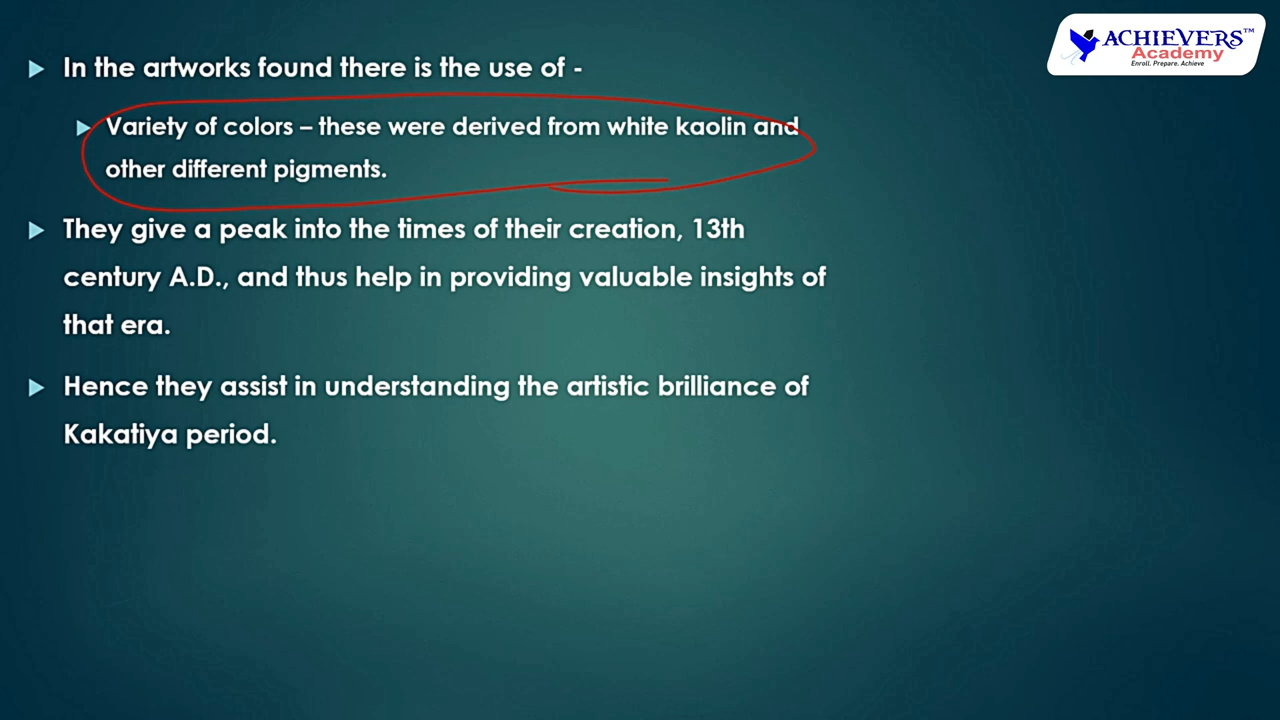 ACHIEVERS™
Academy
Enroll. Prepare. Achieve
In the artworks found there is the use of -
Variety of colors – these were derived from white kaolin and
other different pigments.
They give a peak into the times of their creation, 13th
century A.D., and thus help in providing valuable insights of
that era.
Hence they assist in understanding the artistic brilliance of
Kakatiya period.